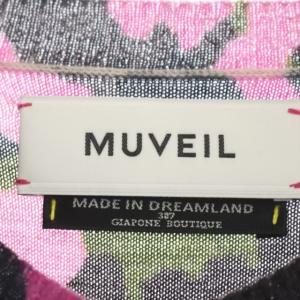 MUVEIL
MADE IN DREAMLAND
387
GIAPONE BOUTIQUE